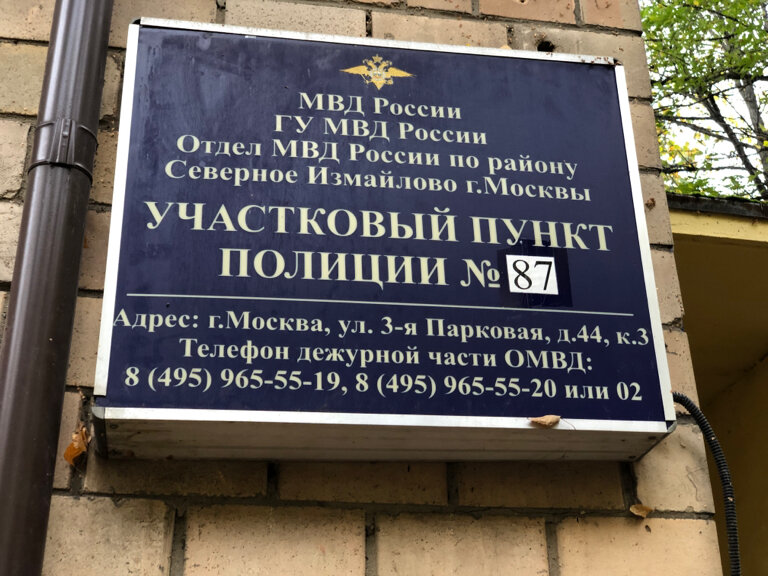 МВД России
ГУ МВД России
Отдел МВД России по району
Северное Измайлово г.Москвы
УЧАСТКОВЫЙ ПУНКТ
ПОЛИЦИИ № 87
Адрес: г.Москва, ул. 3-я Парковая, д.44, к.3
Телефон дежурной части ОМВД:
8 (495) 965-55-19, 8 (495) 965-55-20 или 02